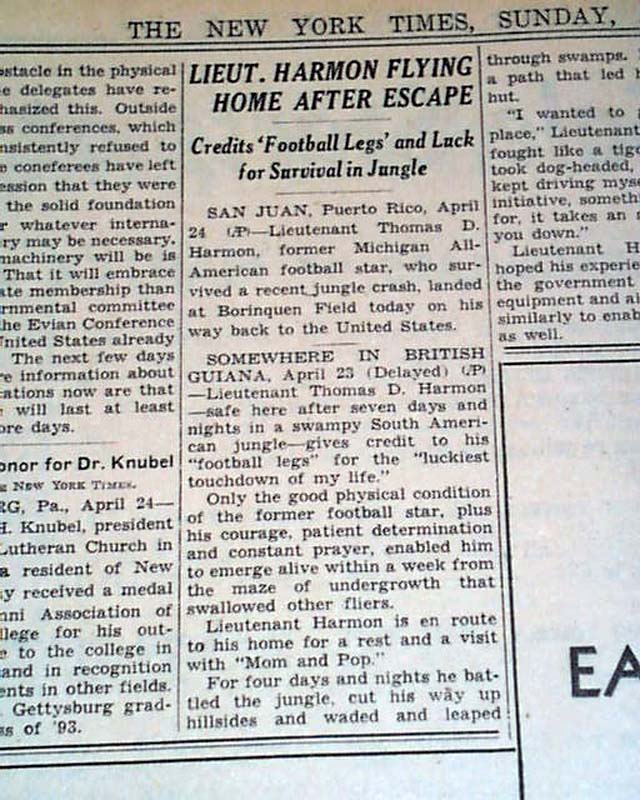 THE NEW YORK TIMES, SUNDAY,
stacle in the physical
e delegates have re-
hasized this. Outside
ss conferences, which
nsistently refused to
e coneferees have left
ession that they were
the solid foundation
r whatever interna-
ry may be necessary,
machinery will be is
That it will embrace
ate membership than
rnmental committee
the Evian Conference
United States already
The next few days
e information about
cations now are that
will last at least
ore days.
onor for Dr. Knubel
NEW YORK TIMES.
RG, Pa., April 24—
H. Knubel, president
Lutheran Church in
a resident of New
y received a medal
mni Association of
llege for his out-
e to the college in
and in recognition
ents in other fields.
Gettysburg grad-
ss of '93.
LIEUT. HARMON FLYING
HOME AFTER ESCAPE
Credits 'Football Legs' and Luck
for Survival in Jungle
SAN JUAN, Puerto Rico, April
24 (AP)—Lieutenant Thomas D.
Harmon, former Michigan All-
American football star, who sur-
vived a recent jungle crash, landed
at Borinquen Field today on his
way back to the United States.
SOMEWHERE IN BRITISH
GUIANA, April 23 (Delayed) (AP)
—Lieutenant Thomas D. Harmon
—safe here after seven days and
nights in a swampy South Ameri-
can jungle—gives credit to his
"football legs" for the "luckiest
touchdown of my life."
Only the good physical condition
of the former football star, plus
his courage, patient determination
and constant prayer, enabled him
to emerge alive within a week from
the maze of undergrowth that
swallowed other fliers.
Lieutenant Harmon is en route
to his home for a rest and a visit
with "Mom and Pop."
For four days and nights he bat-
tled the jungle, cut his way up
hillsides and waded and leaped
through swamps.
a path that led
but.
"I wanted to
place," Lieutenant
fought like a tige
took dog-headed,
kept driving myse
initiative, someth
for, it takes an
you down."
Lieutenant H
hoped his experie
the government
equipment and ai
similarly to enab
as well.
EA